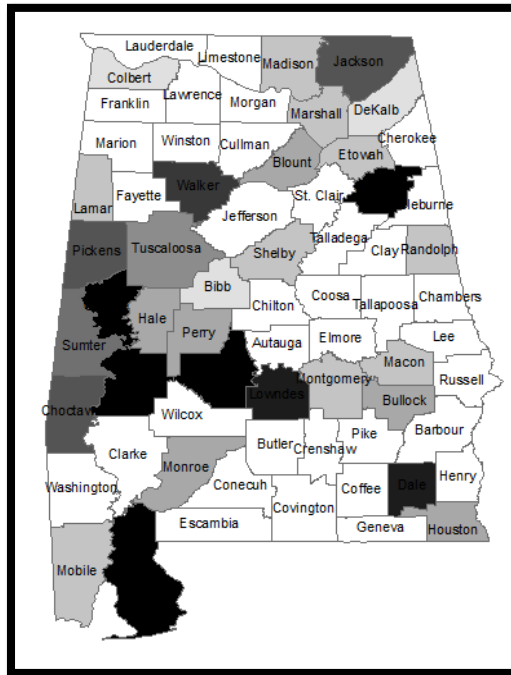 Lauderdale
Limestone
Madison
Jackson
Colbert
Lawrence
Franklin
Morgan
Marshall
DeKalb
Marion
Winston
Cullman
Cherokee
Blount
Etowah
Walker
Fayette
Lamar
St. Clair
leburne
Jefferson
Talladega
Pickens
Tuscaloosa
Shelby
Clay
Randolph
Bibb
Chilton
Coosa
Tallapoosa
Chambers
Hale
Perry
Sumter
Autauga
Elmore
Lee
Macon
Montgomery
Russell
Lowndes
Bullock
Choctaw
Wilcox
Clarke
Butler
Crenshaw
Pike
Barbour
Monroe
Washington
Conecuh
Coffee
Dale
Henry
Covington
Escambia
Geneva
Houston
Mobile